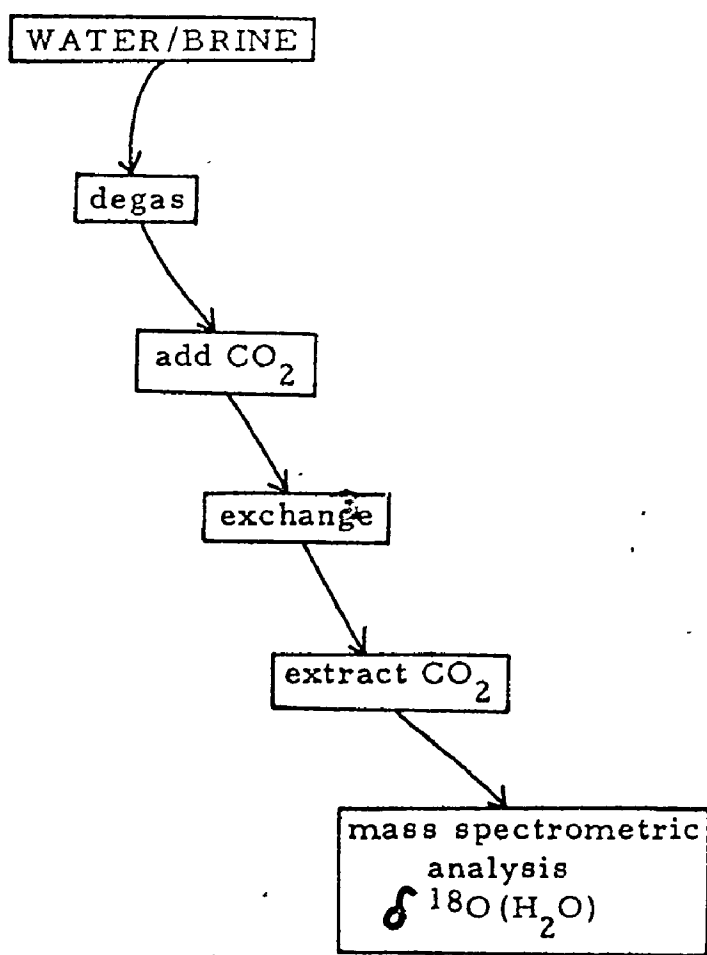 WATER/BRINE
degas
add CO₂
exchange
extract CO₂
mass spectrometric
analysis
δ ¹⁸O(H₂O)